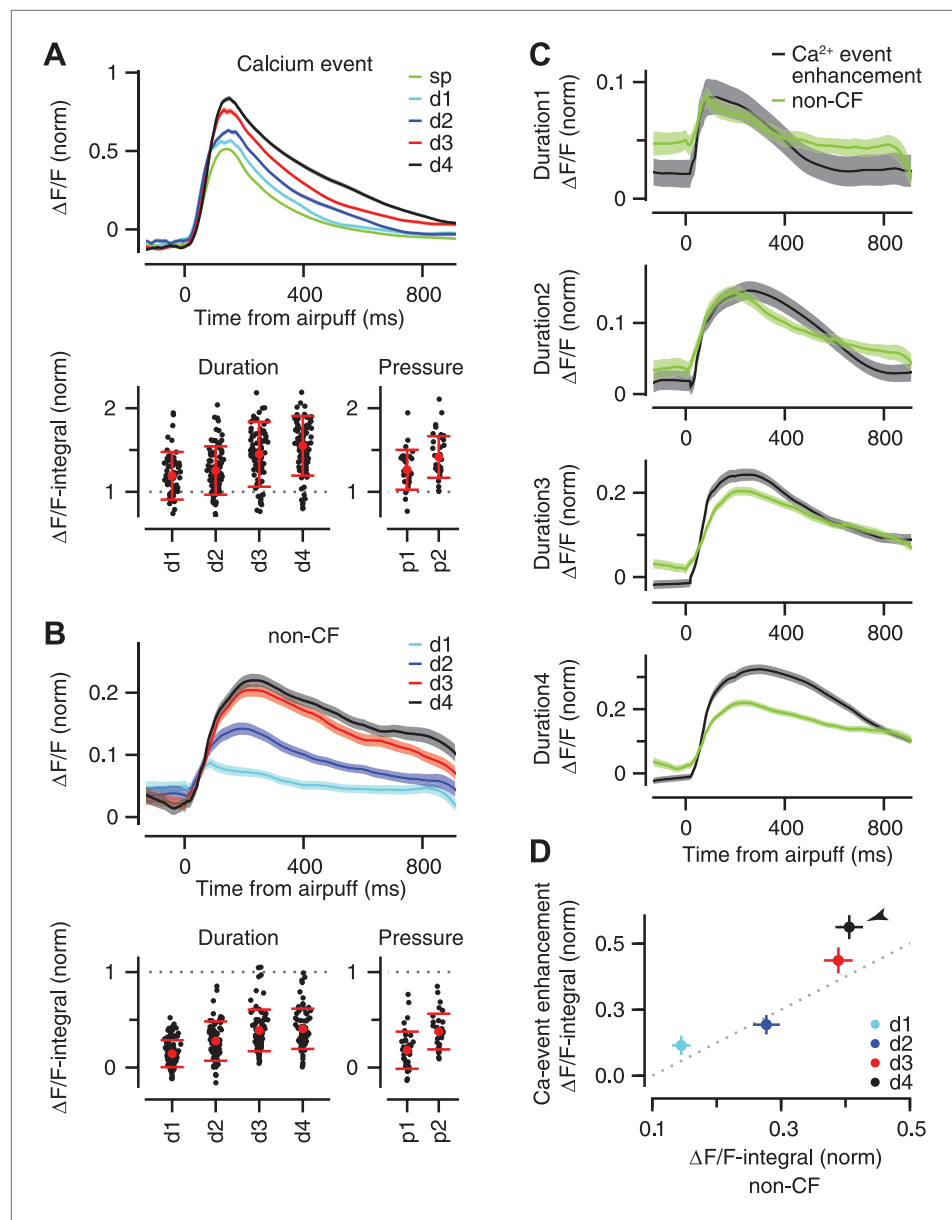 A
Calcium event
sp
d1
d2
d3
d4
1
0.5
0
ΔF/F (norm)
0 400 800
Time from airpuff (ms)
Duration
Pressure
ΔF/F-integral (norm)
2
1
2
1
d1 d2 d3 d4
p1 p2
B
non-CF
d1
d2
d3
d4
0.2
0.1
0
ΔF/F (norm)
0 400 800
Time from airpuff (ms)
Duration
Pressure
ΔF/F-integral (norm)
1
0
1
0
d1 d2 d3 d4
p1 p2
C
Ca2+ event
enhancement
non-CF
Duration1
ΔF/F (norm)
0.1
0
0 400 800
Duration2
ΔF/F (norm)
0.1
0
0 400 800
Duration3
ΔF/F (norm)
0.2
0
0 400 800
Duration4
ΔF/F (norm)
0.2
0
0 400 800
Time from airpuff (ms)
D
Ca-event enhancement
ΔF/F-integral (norm)
0.5
0.3
0.0
d1
d2
d3
d4
0.1 0.3 0.5
ΔF/F-integral (norm)
non-CF